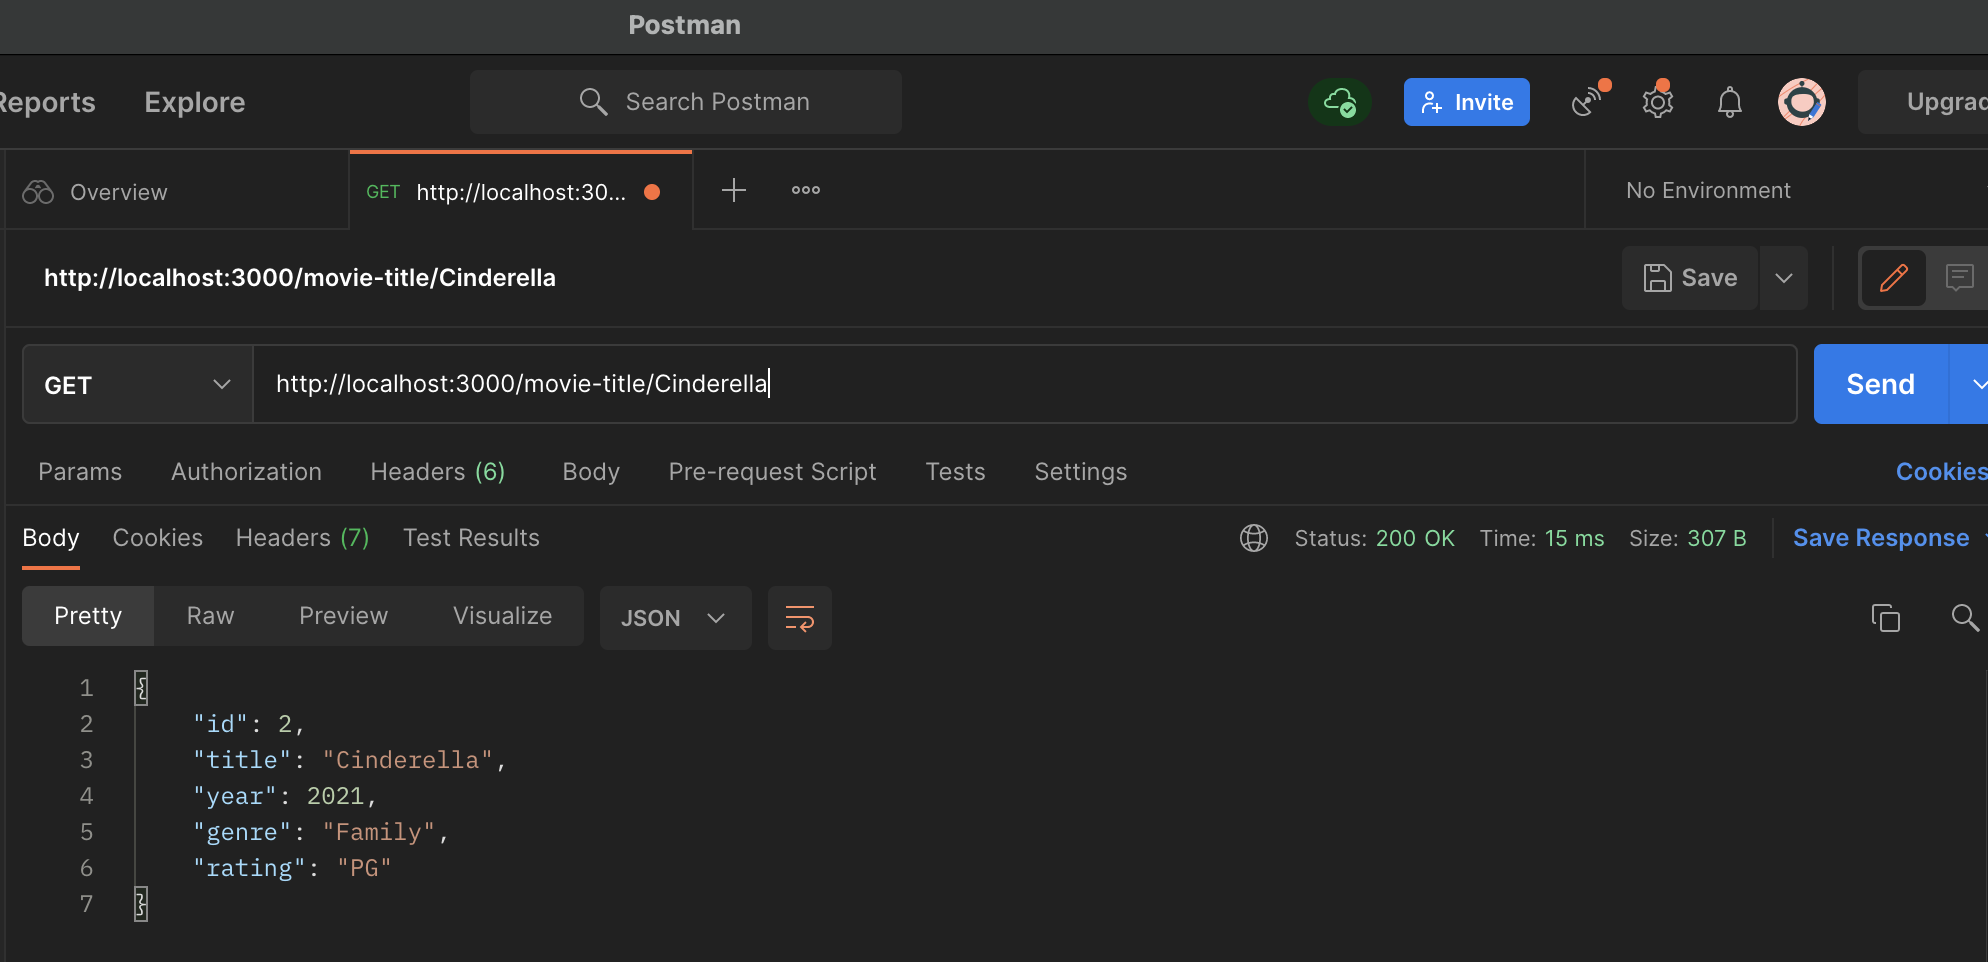 Postman
Reports Explore Search Postman Invite Upgrad
Overview GET http://localhost:30... No Environment
http://localhost:3000/movie-title/Cinderella Save
GET http://localhost:3000/movie-title/Cinderella Send
Params Authorization Headers (6) Body Pre-request Script Tests Settings Cookies
Body Cookies Headers (7) Test Results Status: 200 OK Time: 15 ms Size: 307 B Save Response
Pretty Raw Preview Visualize JSON
1 {
2 "id": 2,
3 "title": "Cinderella",
4 "year": 2021,
5 "genre": "Family",
6 "rating": "PG"
7 }